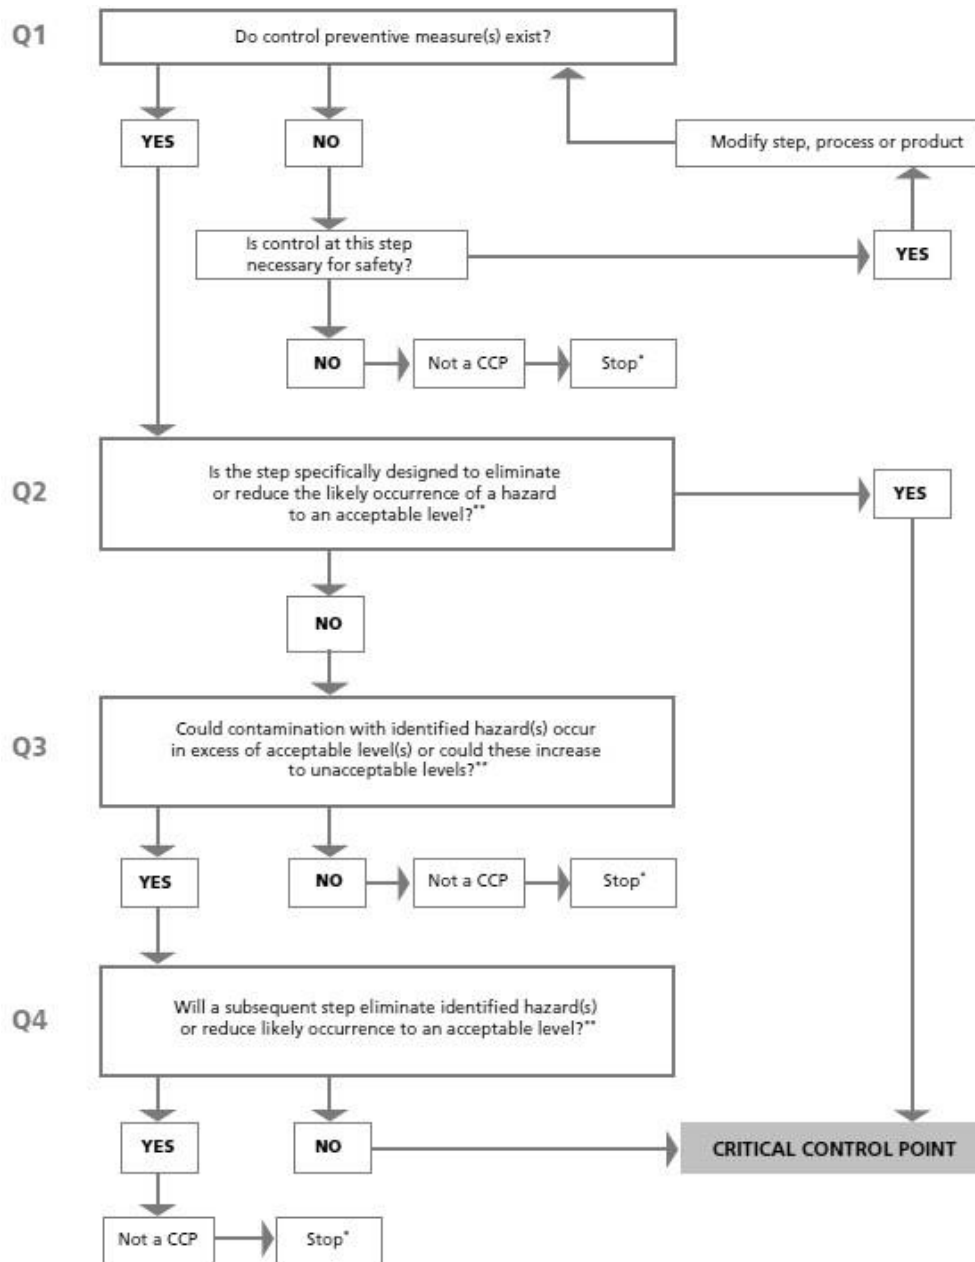 Q1
Do control preventive measure(s) exist?
YES
NO
Modify step, process or product
Is control at this step
necessary for safety?
YES
NO
Not a CCP
Stop*
Q2
Is the step specifically designed to eliminate
or reduce the likely occurrence of a hazard
to an acceptable level?**
YES
NO
Q3
Could contamination with identified hazard(s) occur
in excess of acceptable level(s) or could these increase
to unacceptable levels?**
YES
NO
Not a CCP
Stop*
Q4
Will a subsequent step eliminate identified hazard(s)
or reduce likely occurrence to an acceptable level?**
YES
NO
CRITICAL CONTROL POINT
Not a CCP
Stop*